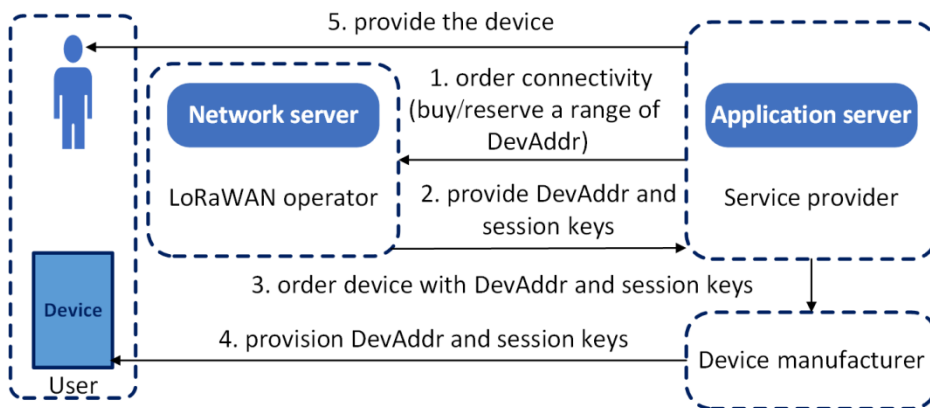 5. provide the device
1. order connectivity
(buy/reserve a range of
DevAddr)
Network server
Application server
LoRaWAN operator
2. provide DevAddr and
session keys
Service provider
3. order device with DevAddr and session keys
Device
4. provision DevAddr and session keys
Device manufacturer
User